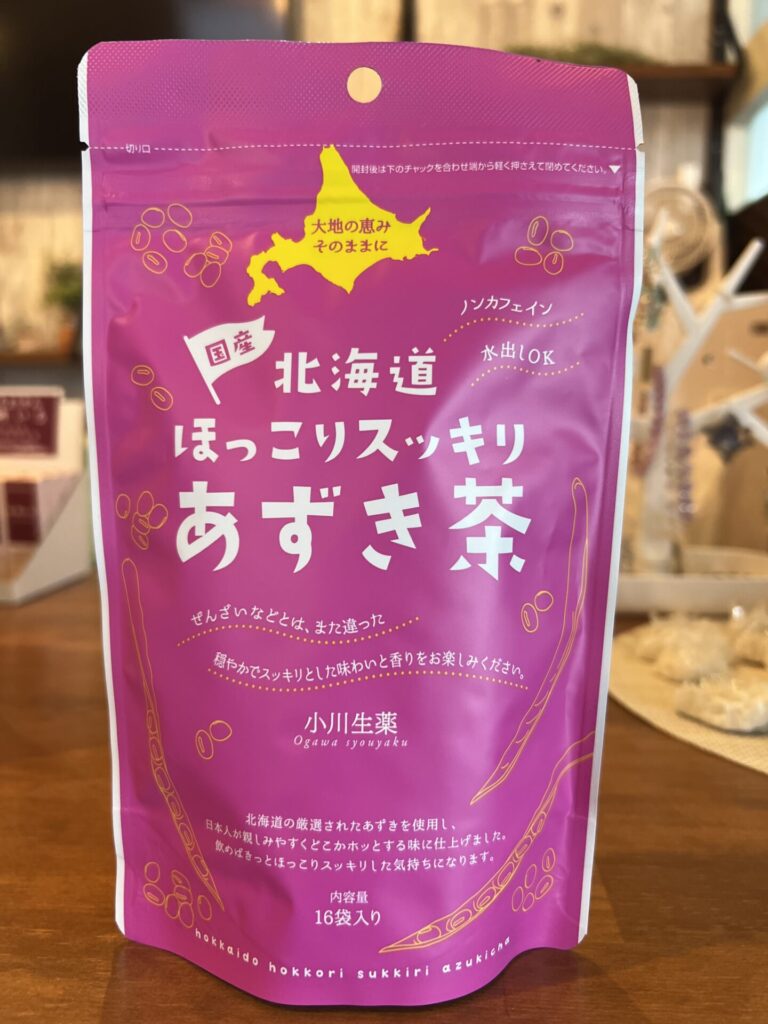 切り口
開封後は下のチャックを合わせ端から軽く押さえて閉めてください。▼
大地の恵み
そのままに
ノンカフェイン
水出しOK
国産
北海道
ほっこりスッキリ
あずき茶
ぜんざいなどとは、また違った
穏やかでスッキリとした味わいと香りをお楽しみください。
小川生薬
Ogawa syouyaku
北海道の厳選されたあずきを使用し、
日本人が親しみやすくどこかホッとする味に仕上げました。
飲めばきっとほっこりスッキリした気持ちになります。
内容量
16袋入り
hokkaido hokkori sukkiri azukicha